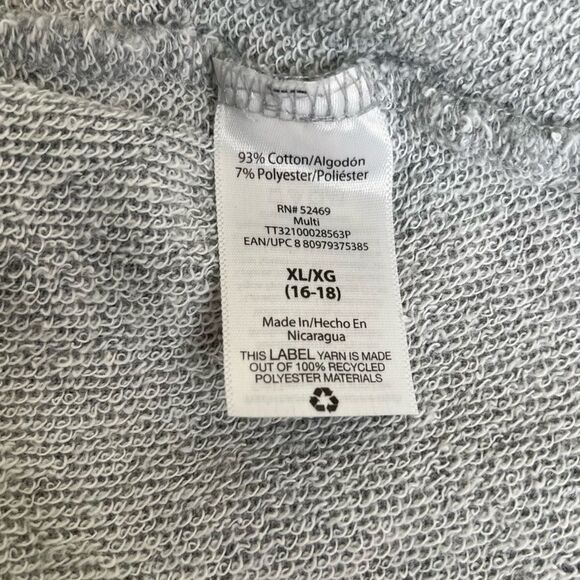 93% Cotton/Algodón
7% Polyester/Poliéster
RN# 52469
Multi
TT32100028563P
EAN/UPC 8 80979375385
XL/XG
(16-18)
Made In/Hecho En
Nicaragua
THIS LABEL YARN IS MADE
OUT OF 100% RECYCLED
POLYESTER MATERIALS